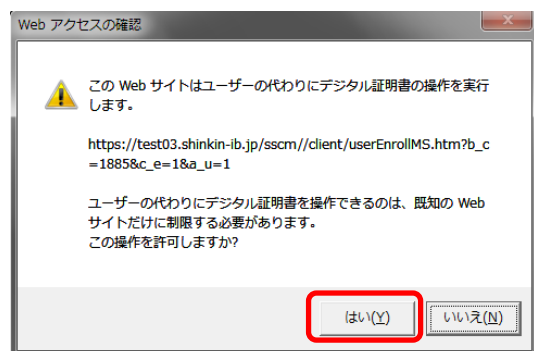 Web アクセスの確認
この Web サイトはユーザーの代わりにデジタル証明書の操作を実行
します。
https://test03.shinkin-ib.jp/sscm//client/userEnrollMS.htm?b_c
=1885&c_e=1&a_u=1
ユーザーの代わりにデジタル証明書を操作できるのは、既知の Web
サイトだけに制限する必要があります。
この操作を許可しますか?
はい(Y)
いいえ(N)